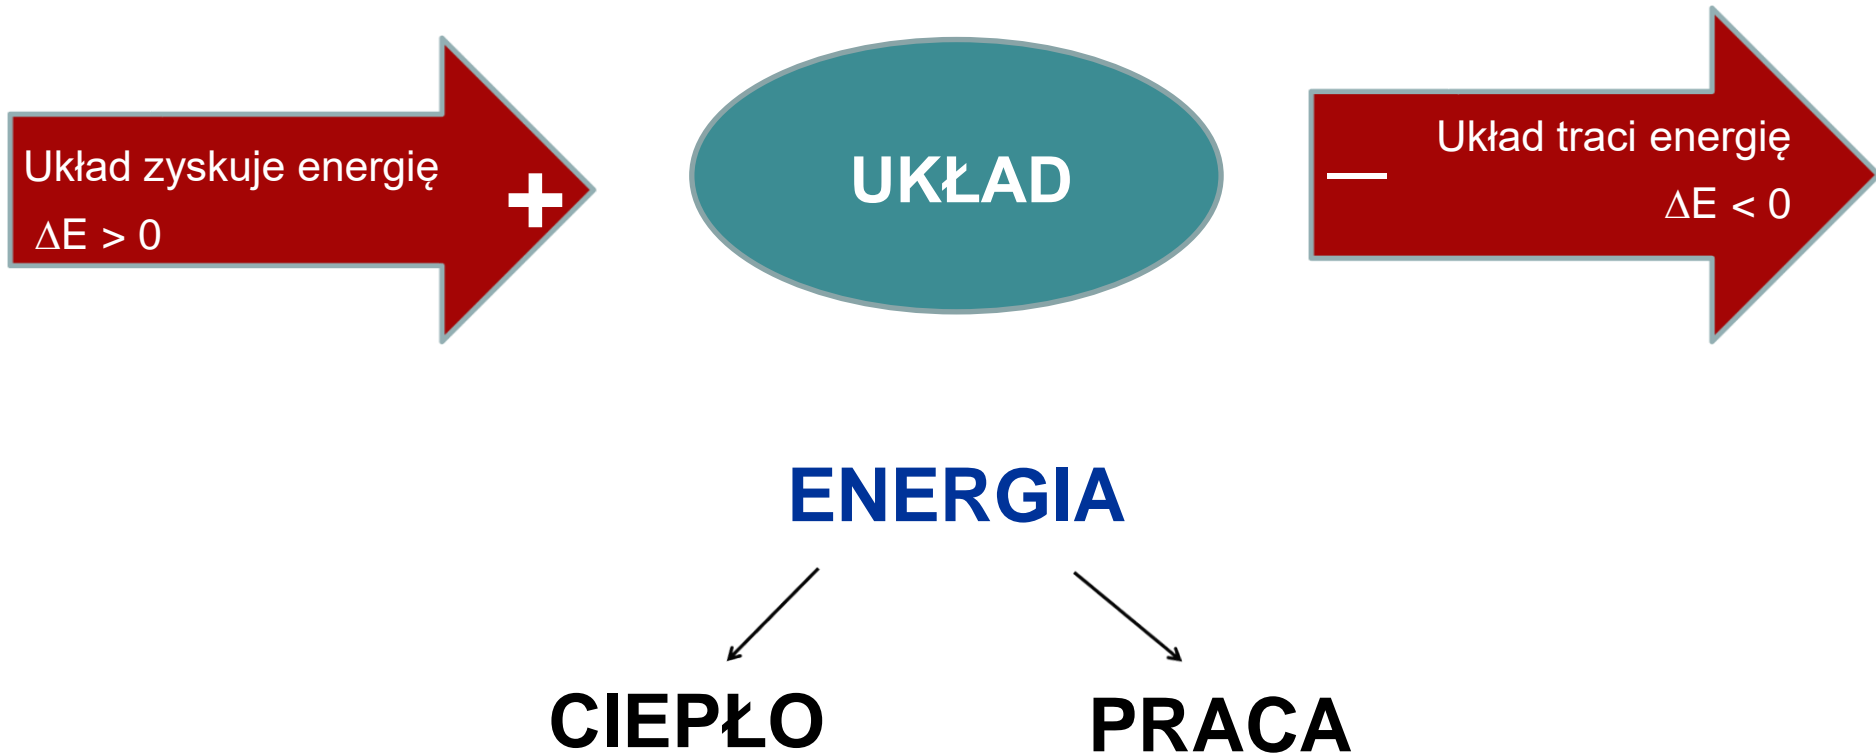 Układ zyskuje energię
ΔE > 0
+
UKŁAD
—
Układ traci energię
ΔE < 0
ENERGIA
CIEPŁO
PRACA